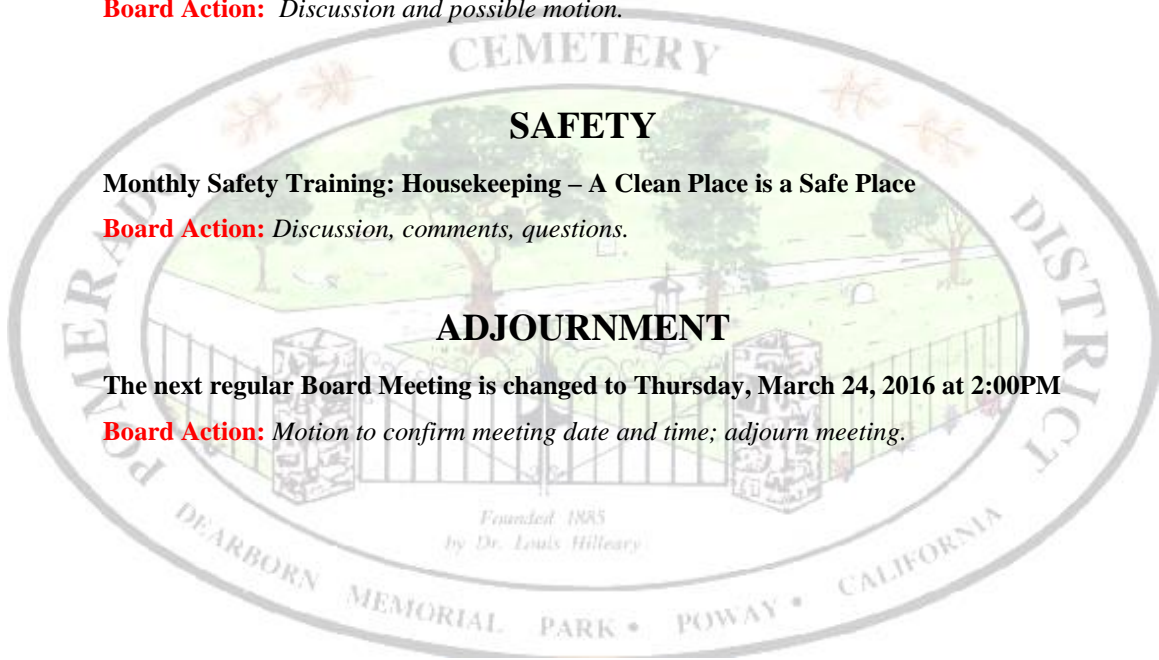 Board Action: Discussion and possible motion.
CEMETERY
SAFETY
Monthly Safety Training: Housekeeping – A Clean Place is a Safe Place
Board Action: Discussion, comments, questions.
POMERADO
DISTRICT
ADJOURNMENT
The next regular Board Meeting is changed to Thursday, March 24, 2016 at 2:00PM
Board Action: Motion to confirm meeting date and time; adjourn meeting.
Founded 1885
by Dr. Louis Hilleary
DEARBORN MEMORIAL PARK • POWAY • CALIFORNIA